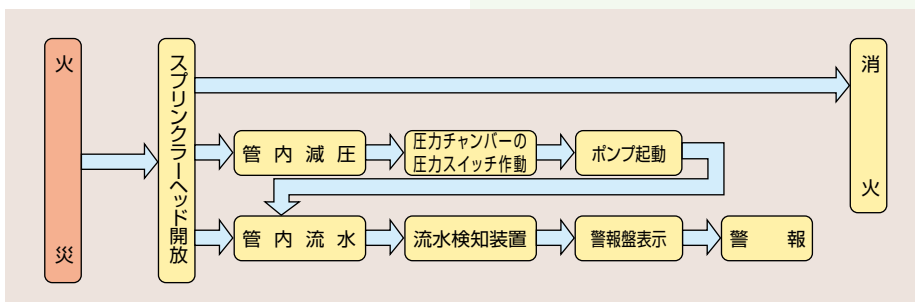 火災
スプリンクラーヘッド開放
消火
管内減圧
圧力チャンバーの
圧力スイッチ作動
ポンプ起動
管内流水
流水検知装置
警報盤表示
警報